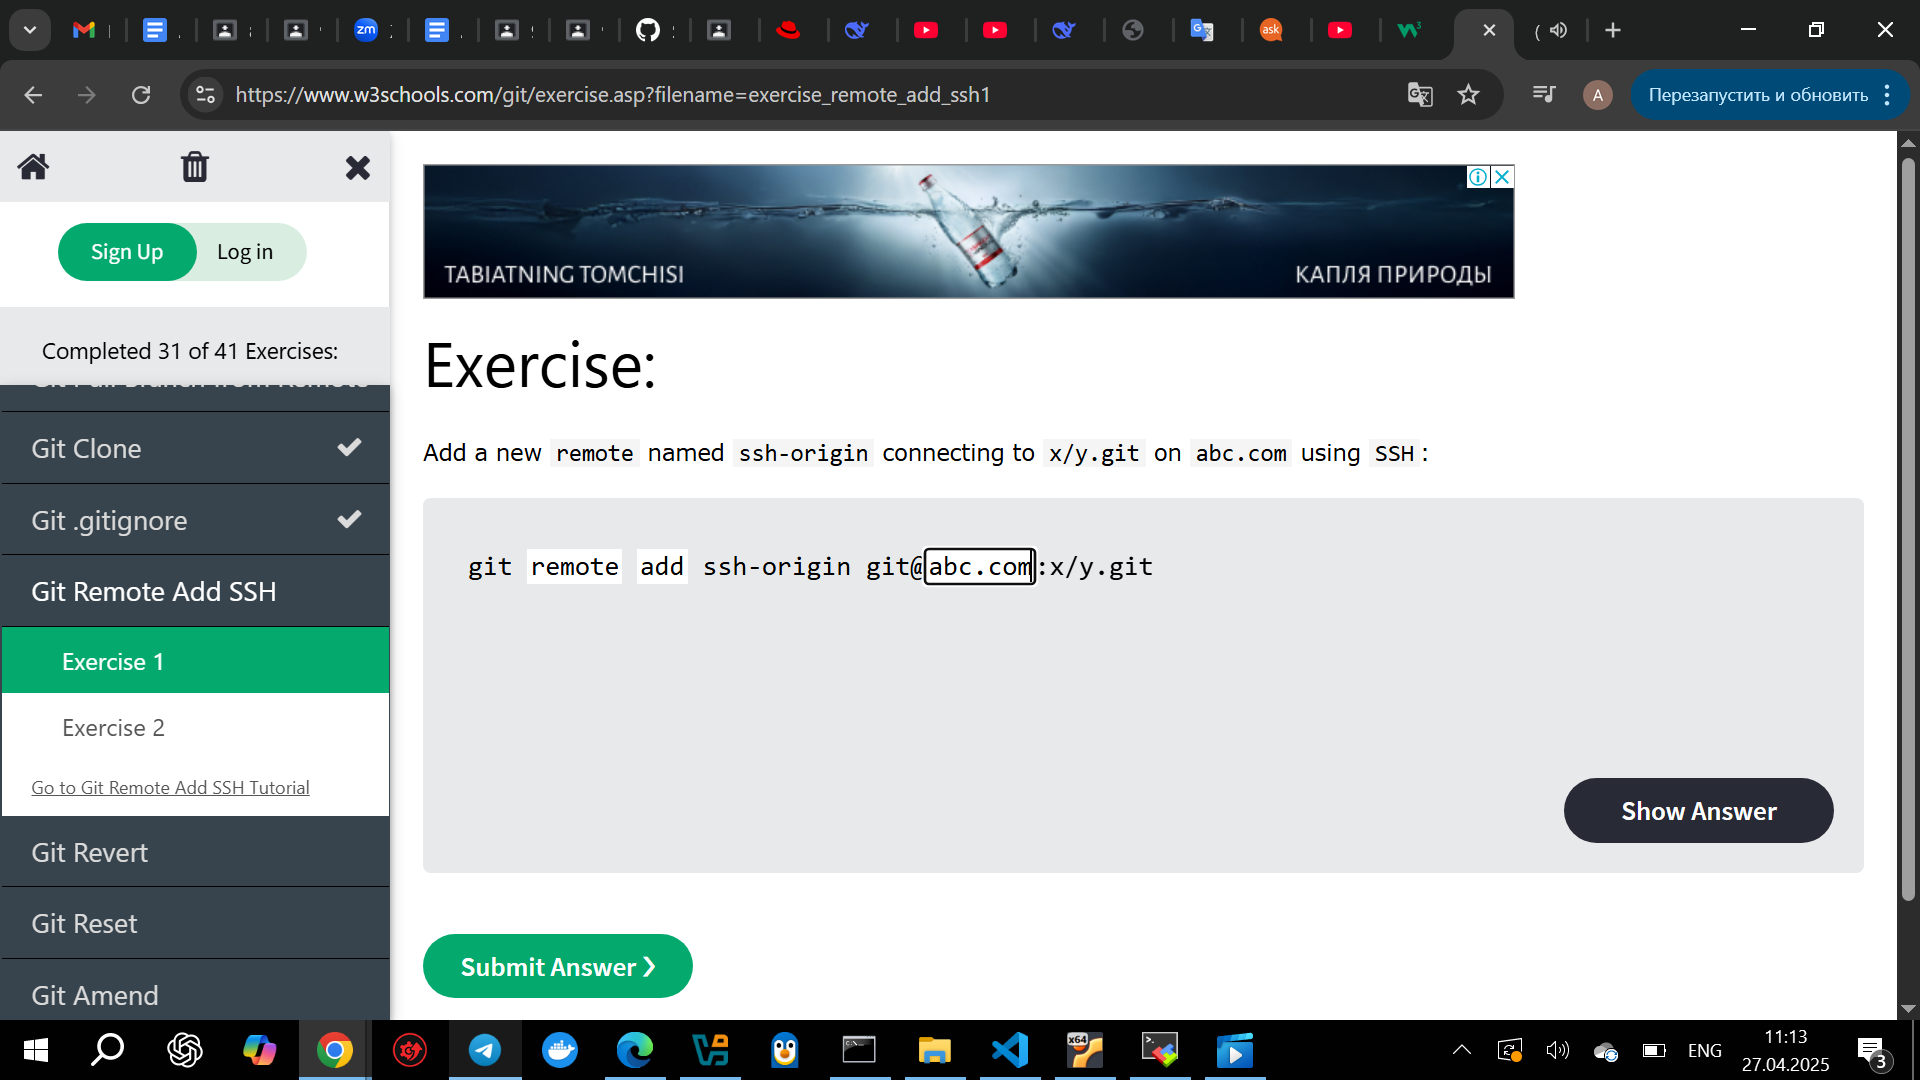 https://www.w3schools.com/git/exercise.asp?filename=exercise_remote_add_ssh1
A
Перезапустить и обновить
Sign Up
Log in
Completed 31 of 41 Exercises:
Git Clone
Git .gitignore
Git Remote Add SSH
Exercise 1
Exercise 2
Go to Git Remote Add SSH Tutorial
Git Revert
Git Reset
Git Amend
TABIATNING TOMCHISI
КАПЛЯ ПРИРОДЫ
Exercise:
Add a new remote named ssh-origin connecting to x/y.git on abc.com using SSH:
git remote add ssh-origin git@abc.com:x/y.git
Show Answer
Submit Answer ❯
ENG
11:13
27.04.2025
3